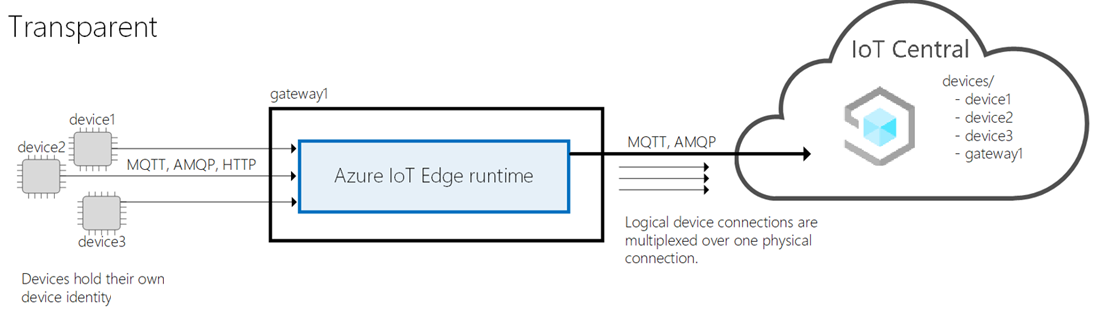 Transparent
IoT Central
devices/
- device1
- device2
- device3
- gateway1
gateway1
device1
device2
MQTT, AMQP, HTTP
device3
Azure IoT Edge runtime
MQTT, AMQP
Logical device connections are
multiplexed over one physical
connection.
Devices hold their own
device identity